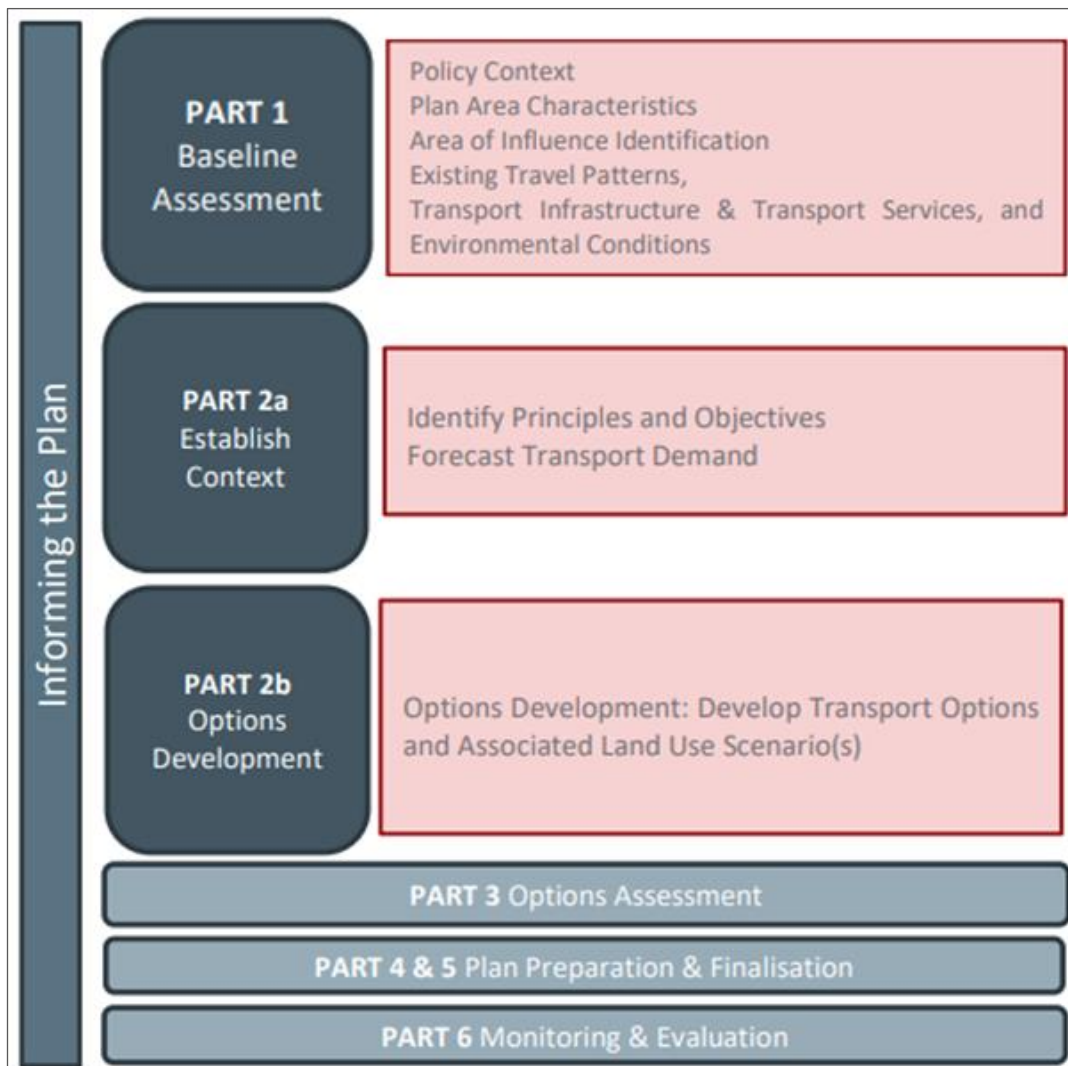 Informing the Plan
PART 1
Baseline
Assessment
Policy Context
Plan Area Characteristics
Area of Influence Identification
Existing Travel Patterns,
Transport Infrastructure & Transport Services, and
Environmental Conditions
PART 2a
Establish
Context
Identify Principles and Objectives
Forecast Transport Demand
PART 2b
Options
Development
Options Development: Develop Transport Options
and Associated Land Use Scenario(s)
PART 3 Options Assessment
PART 4 & 5 Plan Preparation & Finalisation
PART 6 Monitoring & Evaluation